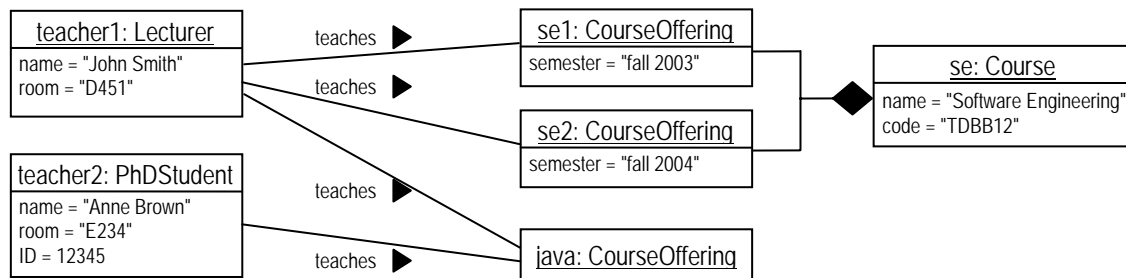 teacher1: Lecturer
name = "John Smith"
room = "D451"
teacher2: PhDStudent
name = "Anne Brown"
room = "E234"
ID = 12345
teaches
teaches
teaches
teaches
se1: CourseOffering
semester = "fall 2003"
se2: CourseOffering
semester = "fall 2004"
java: CourseOffering
se: Course
name = "Software Engineering"
code = "TDBB12"